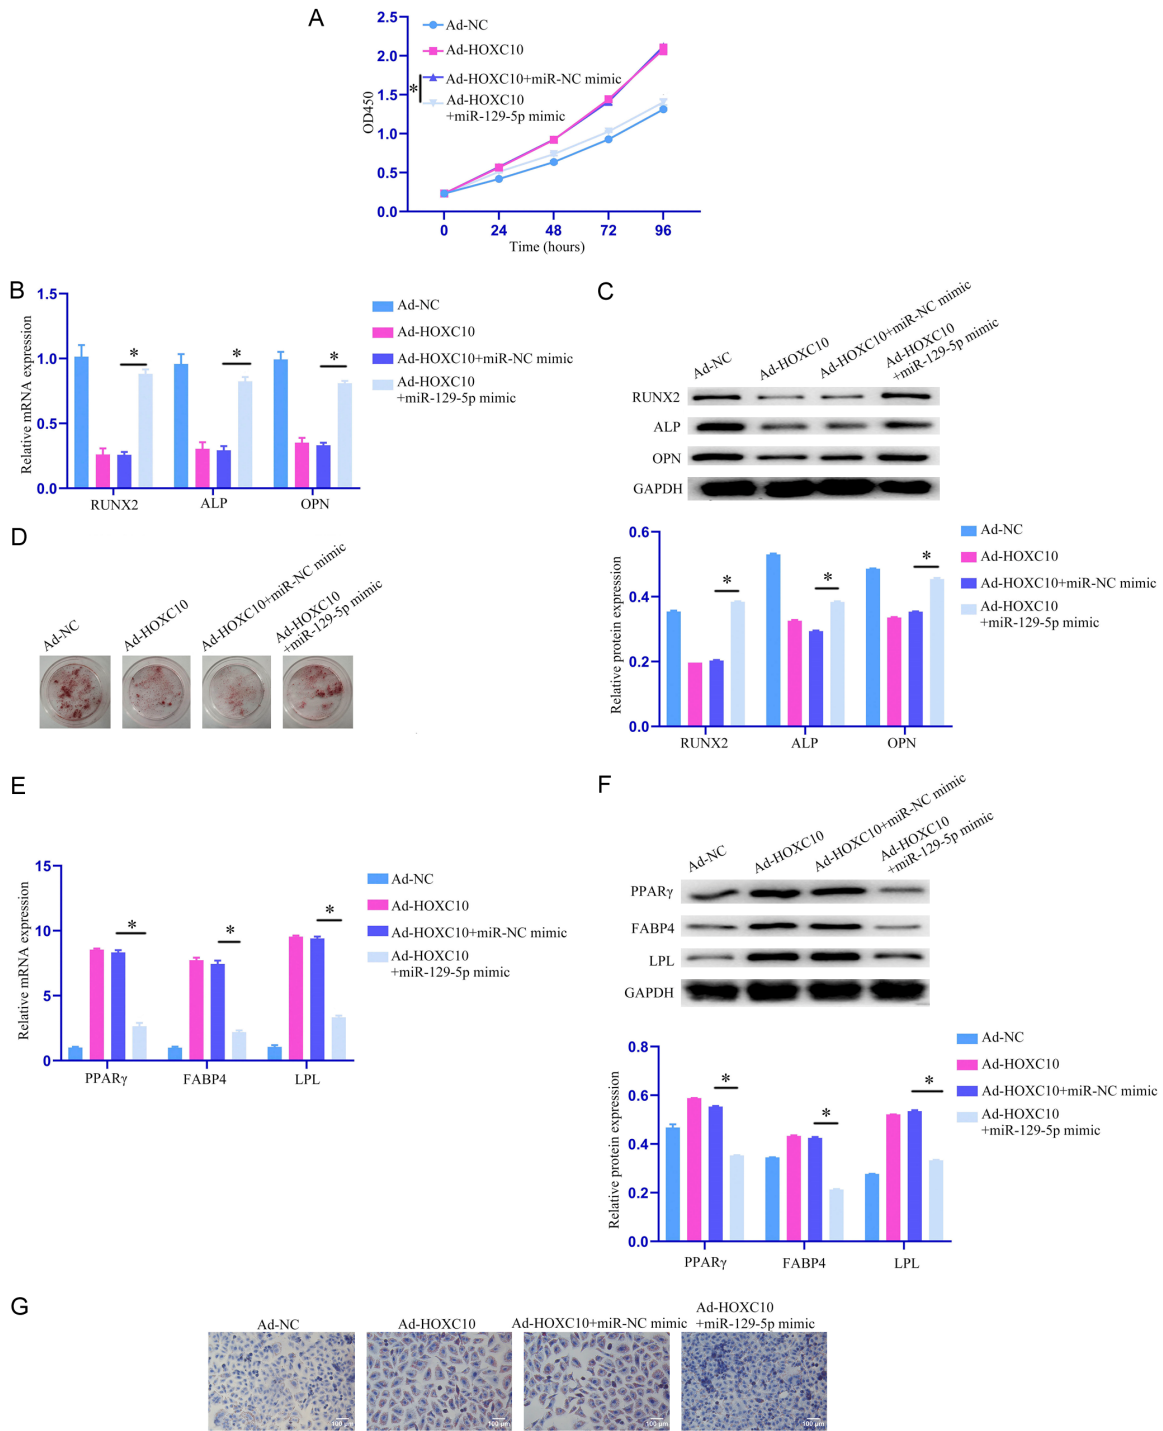 A
2.5
2.0
1.5
1.0
0.5
0.0
OD450
Ad-NC
Ad-HOXC10
Ad-HOXC10+miR-NC mimic
Ad-HOXC10
+miR-129-5p mimic
*
0 24 48 72 96
Time (hours)
B
1.5
1.0
0.5
0.0
Relative mRNA expression
* * *
RUNX2 ALP OPN
Ad-NC
Ad-HOXC10
Ad-HOXC10+miR-NC mimic
Ad-HOXC10
+miR-129-5p mimic
C
Ad-NC
Ad-HOXC10
Ad-HOXC10+miR-NC mimic
Ad-HOXC10
+miR-129-5p mimic
RUNX2
ALP
OPN
GAPDH
0.6
0.4
0.2
0.0
Relative protein expression
* * *
RUNX2 ALP OPN
Ad-NC
Ad-HOXC10
Ad-HOXC10+miR-NC mimic
Ad-HOXC10
+miR-129-5p mimic
D
Ad-NC
Ad-HOXC10
Ad-HOXC10+miR-NC mimic
Ad-HOXC10
+miR-129-5p mimic
E
15
10
5
0
Relative mRNA expression
* * *
PPARγ FABP4 LPL
Ad-NC
Ad-HOXC10
Ad-HOXC10+miR-NC mimic
Ad-HOXC10
+miR-129-5p mimic
F
Ad-NC
Ad-HOXC10
Ad-HOXC10+miR-NC mimic
Ad-HOXC10
+miR-129-5p mimic
PPARγ
FABP4
LPL
GAPDH
0.8
0.6
0.4
0.2
0.0
Relative protein expression
* * *
PPARγ FABP4 LPL
Ad-NC
Ad-HOXC10
Ad-HOXC10+miR-NC mimic
Ad-HOXC10
+miR-129-5p mimic
G
Ad-NC
Ad-HOXC10
Ad-HOXC10+miR-NC mimic
Ad-HOXC10
+miR-129-5p mimic
100 μm
100 μm
100 μm
100 μm